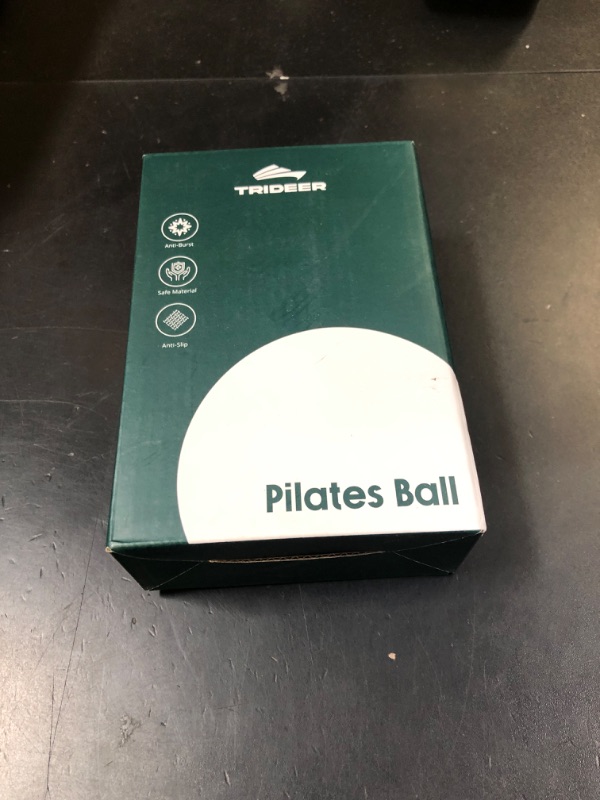 TRIDEER
Anti-Burst
Safe Material
Anti-Slip
Pilates Ball